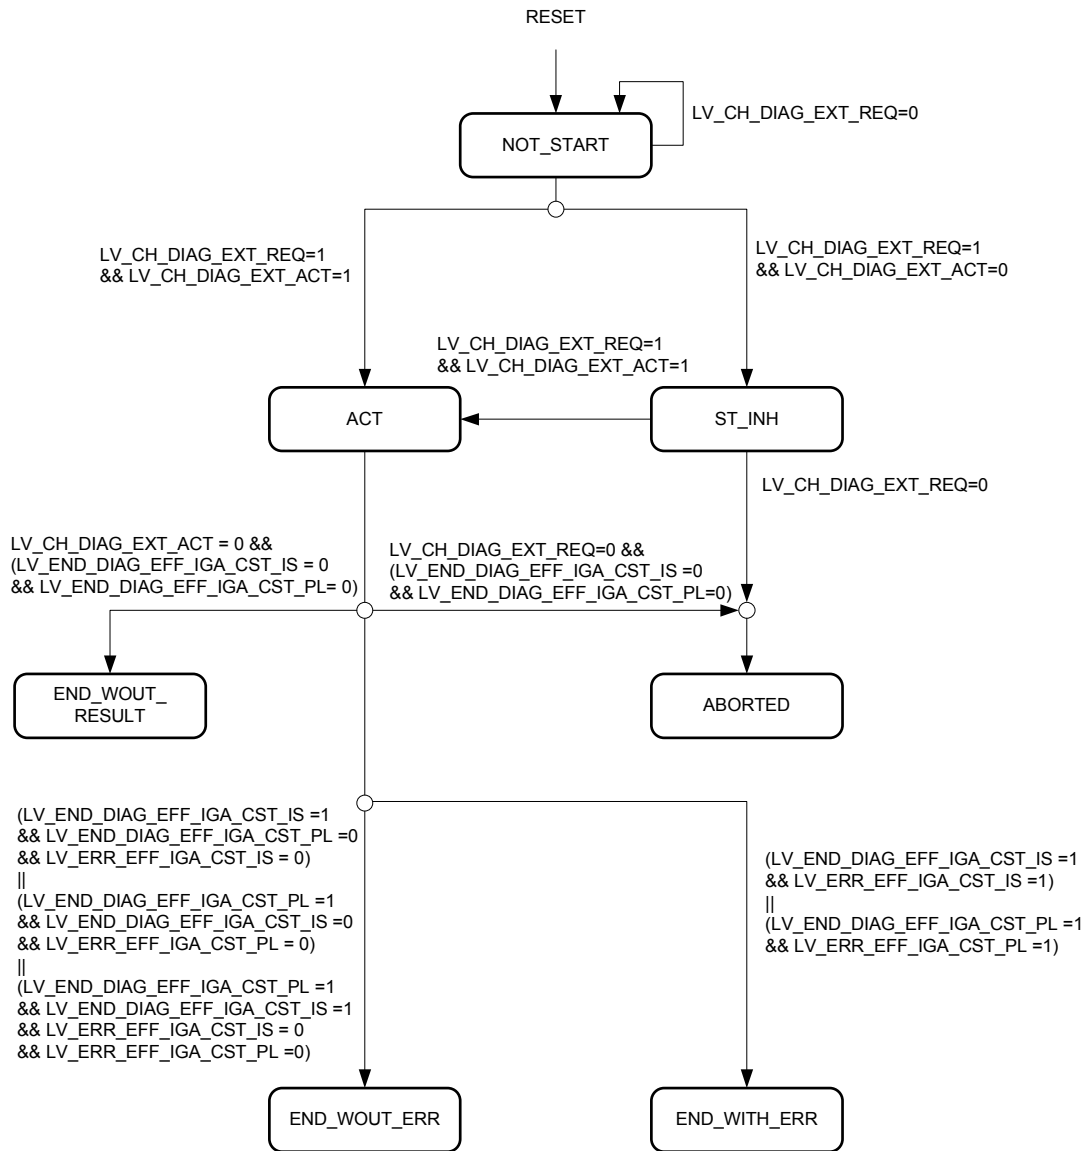 RESET
LV_CH_DIAG_EXT_REQ=0
NOT_START
LV_CH_DIAG_EXT_REQ=1
&& LV_CH_DIAG_EXT_ACT=1
LV_CH_DIAG_EXT_REQ=1
&& LV_CH_DIAG_EXT_ACT=0
LV_CH_DIAG_EXT_REQ=1
&& LV_CH_DIAG_EXT_ACT=1
ACT
ST_INH
LV_CH_DIAG_EXT_REQ=0
LV_CH_DIAG_EXT_ACT = 0 &&
(LV_END_DIAG_EFF_IGA_CST_IS = 0
&& LV_END_DIAG_EFF_IGA_CST_PL= 0)
LV_CH_DIAG_EXT_REQ=0 &&
(LV_END_DIAG_EFF_IGA_CST_IS =0
&& LV_END_DIAG_EFF_IGA_CST_PL=0)
END_WOUT_
RESULT
ABORTED
(LV_END_DIAG_EFF_IGA_CST_IS =1
&& LV_END_DIAG_EFF_IGA_CST_PL =0
&& LV_ERR_EFF_IGA_CST_IS = 0)
||
(LV_END_DIAG_EFF_IGA_CST_PL =1
&& LV_END_DIAG_EFF_IGA_CST_IS =0
&& LV_ERR_EFF_IGA_CST_PL = 0)
||
(LV_END_DIAG_EFF_IGA_CST_PL =1
&& LV_END_DIAG_EFF_IGA_CST_IS =1
&& LV_ERR_EFF_IGA_CST_IS = 0
&& LV_ERR_EFF_IGA_CST_PL =0)
(LV_END_DIAG_EFF_IGA_CST_IS =1
&& LV_ERR_EFF_IGA_CST_IS =1)
||
(LV_END_DIAG_EFF_IGA_CST_PL =1
&& LV_ERR_EFF_IGA_CST_PL =1)
END_WOUT_ERR
END_WITH_ERR